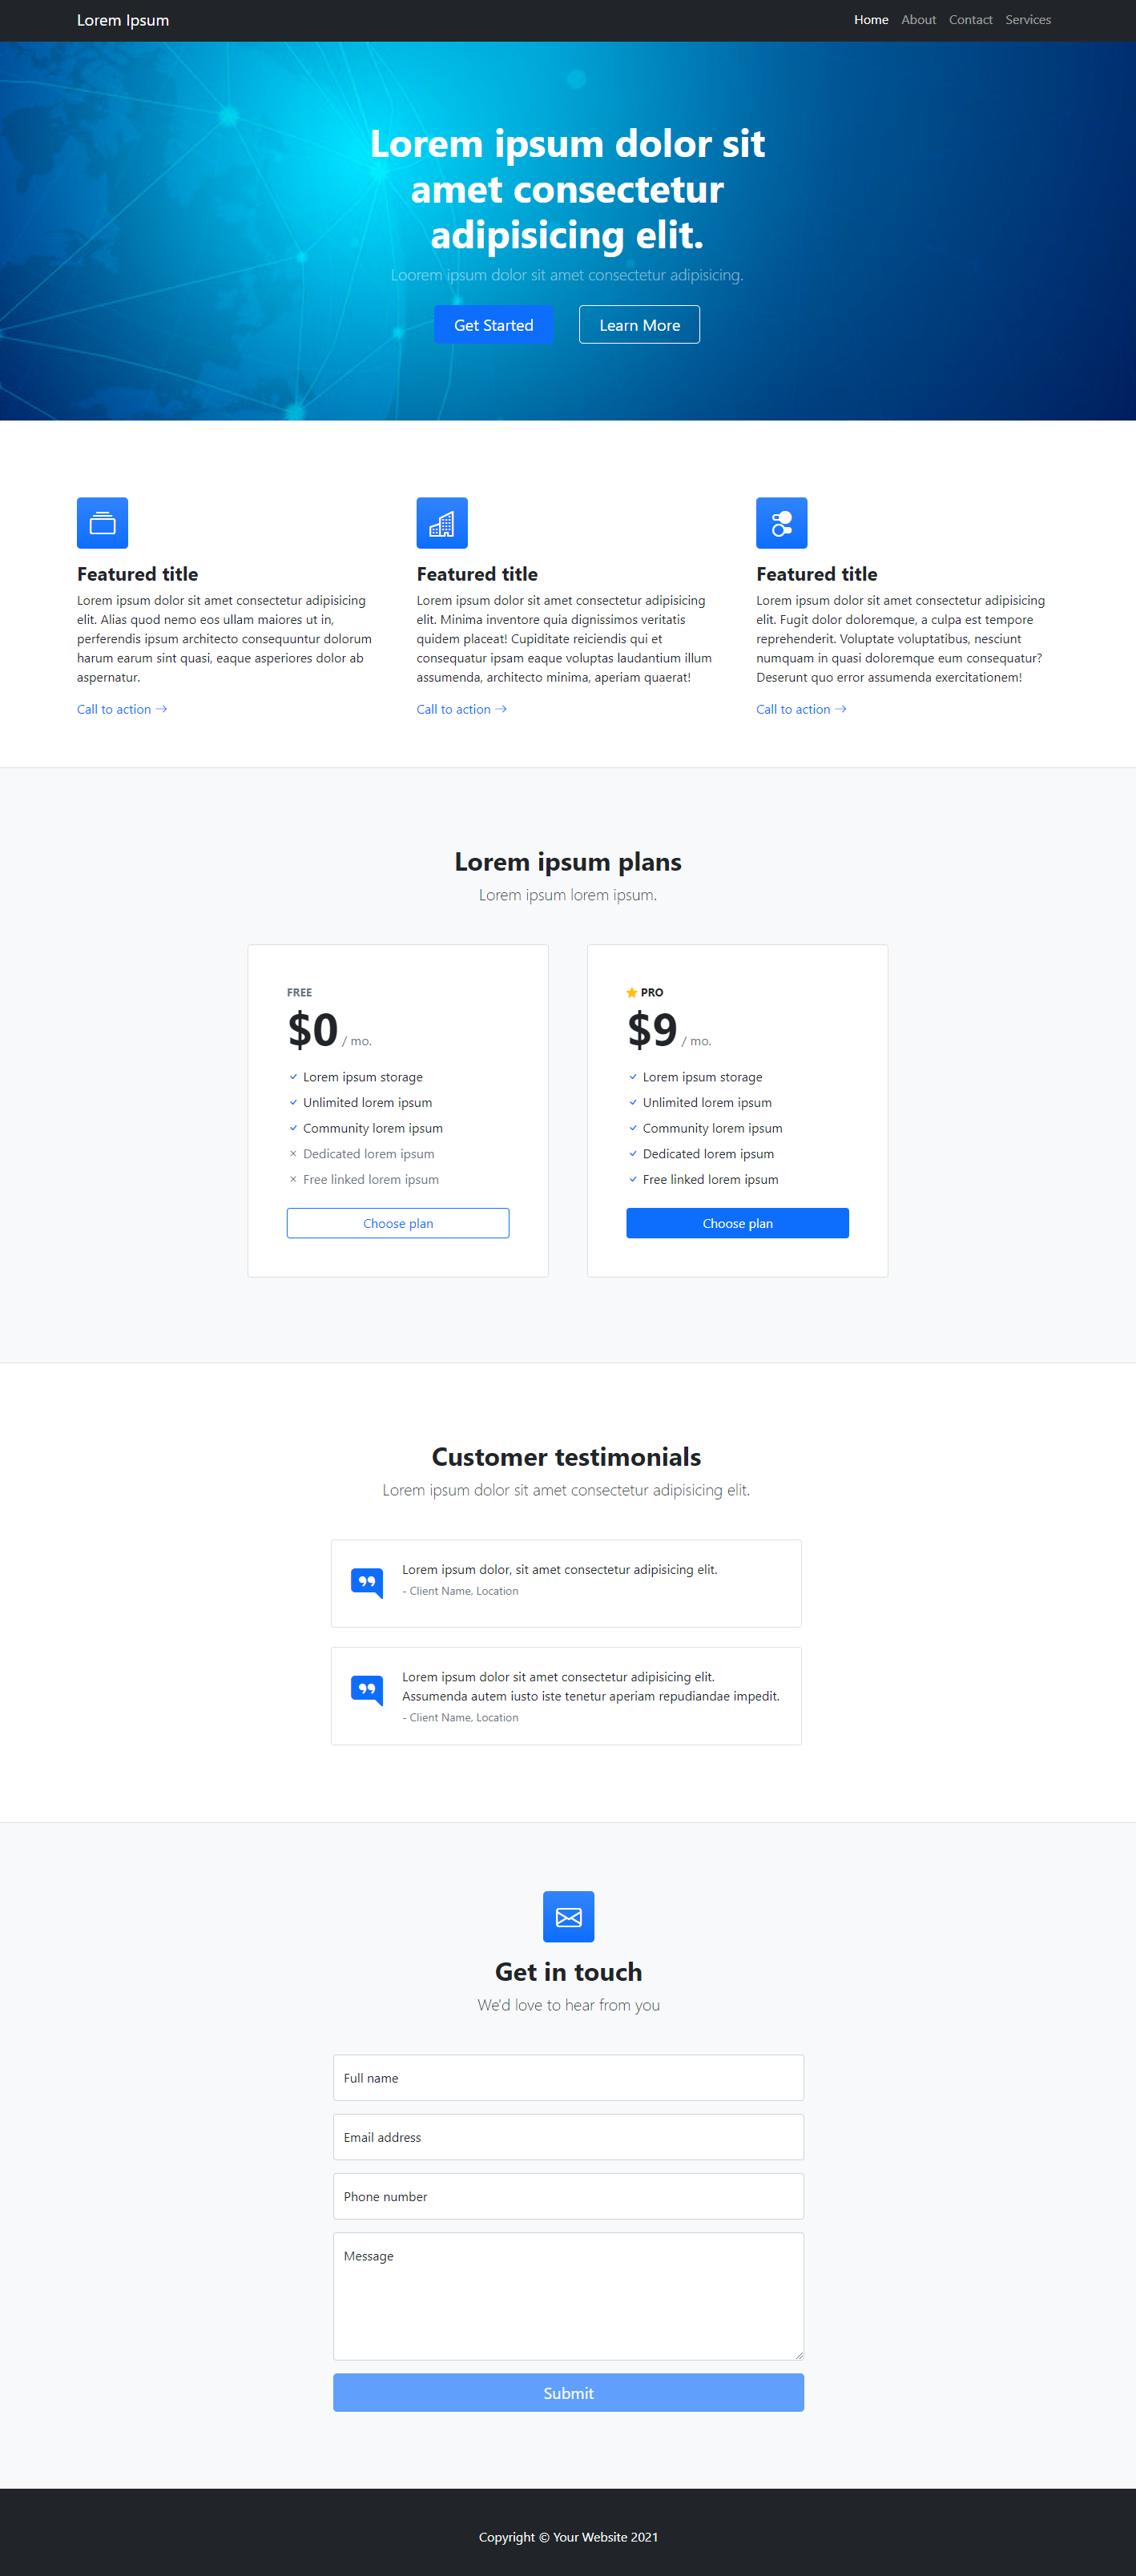 Lorem Ipsum
Home About Contact Services
Lorem ipsum dolor sit
amet consectetur
adipisicing elit.
Loorem ipsum dolor sit amet consectetur adipisicing.
Get Started
Learn More
Featured title
Lorem ipsum dolor sit amet consectetur adipisicing
elit. Alias quod nemo eos ullam maiores ut in,
perferendis ipsum architecto consequuntur dolorum
harum earum sint quasi, eaque asperiores dolor ab
aspernatur.
Call to action →
Featured title
Lorem ipsum dolor sit amet consectetur adipisicing
elit. Minima inventore quia dignissimos veritatis
quidem placeat! Cupiditate reiciendis qui et
consequatur ipsam eaque voluptas laudantium illum
assumenda, architecto minima, aperiam quaerat!
Call to action →
Featured title
Lorem ipsum dolor sit amet consectetur adipisicing
elit. Fugit dolor doloremque, a culpa est tempore
reprehenderit. Voluptate voluptatibus, nesciunt
numquam in quasi doloremque eum consequatur?
Deserunt quo error assumenda exercitationem!
Call to action →
Lorem ipsum plans
Lorem ipsum lorem ipsum.
FREE
$0 / mo.
Lorem ipsum storage
Unlimited lorem ipsum
Community lorem ipsum
Dedicated lorem ipsum
Free linked lorem ipsum
Choose plan
PRO
$9 / mo.
Lorem ipsum storage
Unlimited lorem ipsum
Community lorem ipsum
Dedicated lorem ipsum
Free linked lorem ipsum
Choose plan
Customer testimonials
Lorem ipsum dolor sit amet consectetur adipisicing elit.
Lorem ipsum dolor, sit amet consectetur adipisicing elit.
- Client Name, Location
Lorem ipsum dolor sit amet consectetur adipisicing elit.
Assumenda autem iusto iste tenetur aperiam repudiandae impedit.
- Client Name, Location
Get in touch
We'd love to hear from you
Full name
Email address
Phone number
Message
Submit
Copyright © Your Website 2021